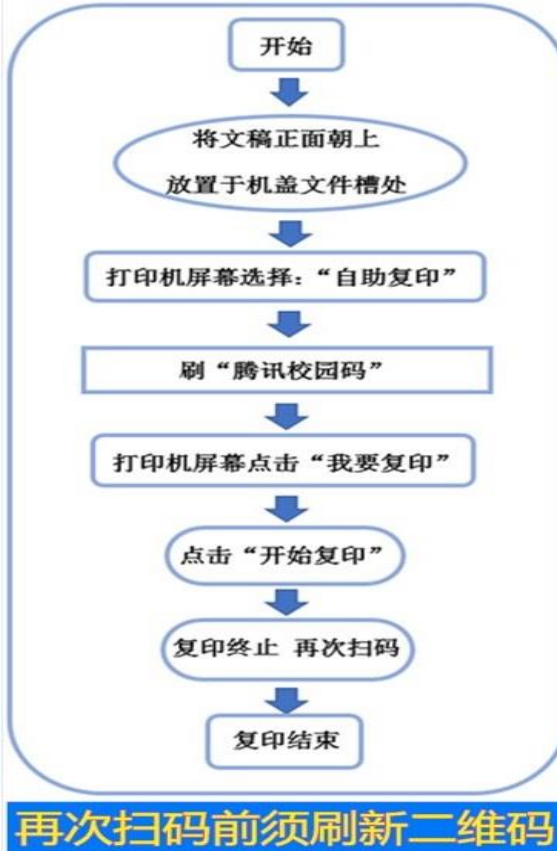 开始
将文稿正面朝上
放置于机盖文件槽处
打印机屏幕选择：“自助复印”
刷“腾讯校园码”
打印机屏幕点击“我要复印”
点击“开始复印”
复印终止 再次扫码
复印结束
再次扫码前须刷新二维码